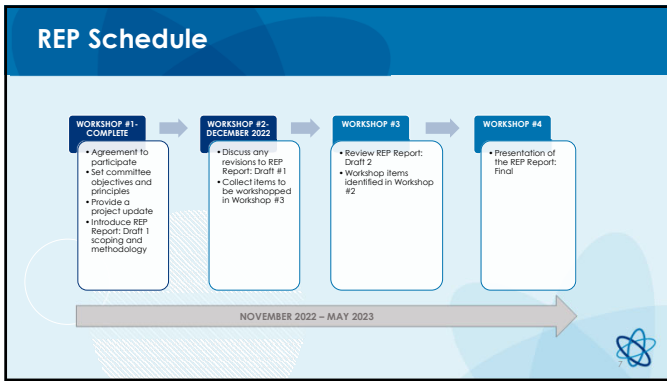 REP Schedule
WORKSHOP #1-
COMPLETE
• Agreement to
participate
• Set committee
objectives and
principles
• Provide a
project update
• Introduce REP
Report: Draft 1
scoping and
methodology
WORKSHOP #2-
DECEMBER 2022
• Discuss any
revisions to REP
Report: Draft #1
• Collect items to
be workshopped
in Workshop #3
WORKSHOP #3
• Review REP Report:
Draft 2
• Workshop items
identified in Workshop
#2
WORKSHOP #4
• Presentation of
the REP Report:
Final
NOVEMBER 2022 – MAY 2023
7